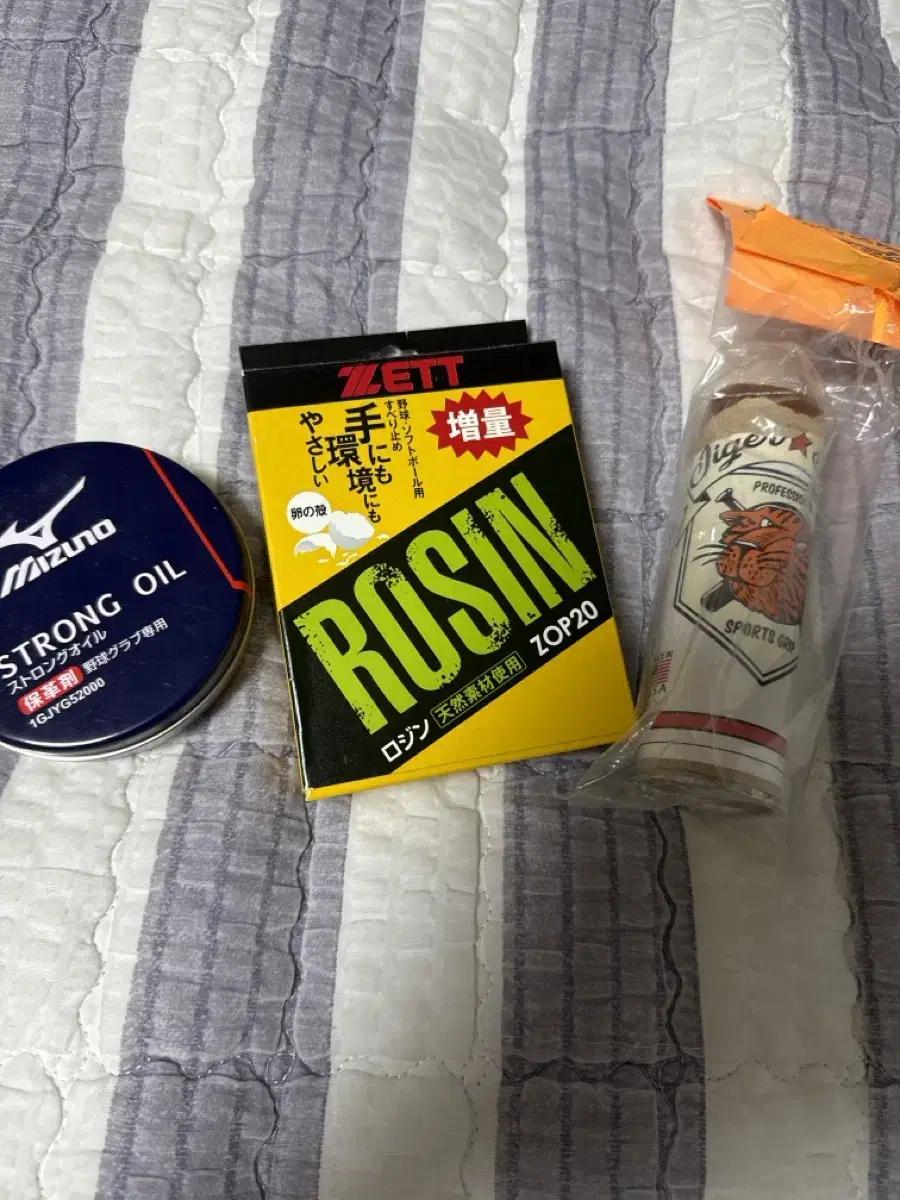 MIZUNO
STRONG OIL
ストロングオイル
保革剤 野球グラブ専用
1GJYG52000
ZETT
野球・ソフトボール用
すべり止め
手にも
環境にも
やさしい
増量
卵の殻
ROSIN
ロジン 天然素材使用 ZOP20
Tiger
SPORTS GRIP
MADE IN
USA